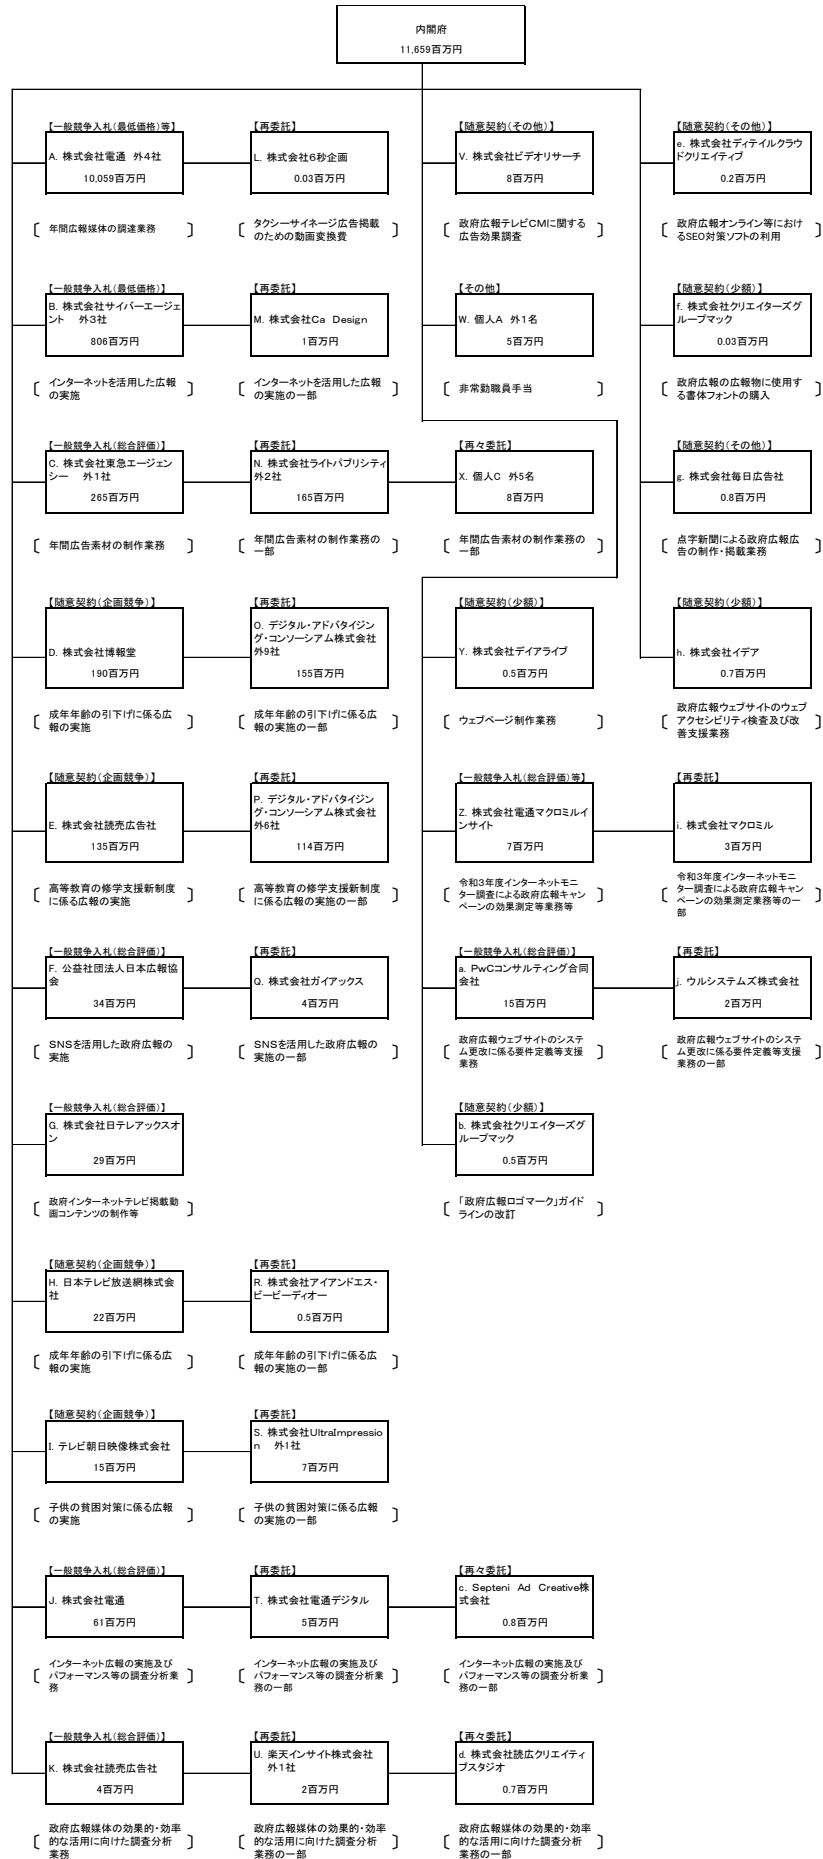 内閣府
11,659百万円
【一般競争入札(最低価格)等】
A. 株式会社電通 外4社
10,059百万円
〔 年間広報媒体の調達業務 〕
【再委託】
L. 株式会社6秒企画
0.03百万円
〔 タクシーサイネージ広告掲載
のための動画変換費 〕
【随意契約(その他)】
V. 株式会社ビデオリサーチ
8百万円
〔 政府広報テレビCMに関する
広告効果調査 〕
【随意契約(その他)】
e. 株式会社ディテイルクラウ
ドクリエイティブ
0.2百万円
〔 政府広報オンライン等におけ
るSEO対策ソフトの利用 〕
【一般競争入札(最低価格)】
B. 株式会社サイバーエージェ
ント 外3社
806百万円
〔 インターネットを活用した広報
の実施 〕
【再委託】
M. 株式会社Ca Design
1百万円
〔 インターネットを活用した広報
の実施の一部 〕
【その他】
W. 個人A 外1名
5百万円
〔 非常勤職員手当 〕
【随意契約(少額)】
f. 株式会社クリエイターズグ
ループマック
0.03百万円
〔 政府広報の広報物に使用す
る書体フォントの購入 〕
【一般競争入札(総合評価)】
C. 株式会社東急エージェン
シー 外1社
265百万円
〔 年間広告素材の制作業務 〕
【再委託】
N. 株式会社ライトパブリシティ
外2社
165百万円
〔 年間広告素材の制作業務の
一部 〕
【再々委託】
X. 個人C 外5名
8百万円
〔 年間広告素材の制作業務の
一部 〕
【随意契約(その他)】
g. 株式会社毎日広告社
0.8百万円
〔 点字新聞による政府広報広
告の制作・掲載業務 〕
【随意契約(企画競争)】
D. 株式会社博報堂
190百万円
〔 成年年齢の引下げに係る広
報の実施 〕
【再委託】
O. デジタル・アドバタイジン
グ・コンソーシアム株式会社
外9社
155百万円
〔 成年年齢の引下げに係る広
報の実施の一部 〕
【随意契約(少額)】
Y. 株式会社デイアライブ
0.5百万円
〔 ウェブページ制作業務 〕
【随意契約(少額)】
h. 株式会社イデア
0.7百万円
〔 政府広報ウェブサイトのウェブ
アクセシビリティ検査及び改
善支援業務 〕
【随意契約(企画競争)】
E. 株式会社読売広告社
135百万円
〔 高等教育の修学支援新制度
に係る広報の実施 〕
【再委託】
P. デジタル・アドバタイジン
グ・コンソーシアム株式会社
外6社
114百万円
〔 高等教育の修学支援新制度
に係る広報の実施の一部 〕
【一般競争入札(総合評価)等】
Z. 株式会社電通マクロミルイ
ンサイト
7百万円
〔 令和3年度インターネットモニ
ター調査による政府広報キャン
ペーンの効果測定等業務等 〕
【再委託】
i. 株式会社マクロミル
3百万円
〔 令和3年度インターネットモニ
ター調査による政府広報キャン
ペーンの効果測定業務等の一
部 〕
【一般競争入札(総合評価)】
F. 公益社団法人日本広報協
会
34百万円
〔 SNSを活用した政府広報の
実施 〕
【再委託】
Q. 株式会社ガイアックス
4百万円
〔 SNSを活用した政府広報の
実施の一部 〕
【一般競争入札(総合評価)】
a. PwCコンサルティング合同
会社
15百万円
〔 政府広報ウェブサイトのシステ
ム更改に係る要件定義等支援
業務 〕
【再委託】
j. ウルシステムズ株式会社
2百万円
〔 政府広報ウェブサイトのシステ
ム更改に係る要件定義等支援
業務の一部 〕
【一般競争入札(総合評価)】
G. 株式会社日テレアックスオ
ン
29百万円
〔 政府インターネットテレビ掲載動
画コンテンツの制作等 〕
【随意契約(少額)】
b. 株式会社クリエイターズグ
ループマック
0.5百万円
〔 「政府広報ロゴマーク」ガイド
ラインの改訂 〕
【随意契約(企画競争)】
H. 日本テレビ放送網株式会
社
22百万円
〔 成年年齢の引下げに係る広
報の実施 〕
【再委託】
R. 株式会社アイアンドエス・
ビービーディオー
0.5百万円
〔 成年年齢の引下げに係る広
報の実施の一部 〕
【随意契約(企画競争)】
I. テレビ朝日映像株式会社
15百万円
〔 子供の貧困対策に係る広報
の実施 〕
【再委託】
S. 株式会社UltraImpressio
n 外1社
7百万円
〔 子供の貧困対策に係る広報
の実施の一部 〕
【一般競争入札(総合評価)】
J. 株式会社電通
61百万円
〔 インターネット広報の実施及び
パフォーマンス等の調査分析業
務 〕
【再委託】
T. 株式会社電通デジタル
5百万円
〔 インターネット広報の実施及び
パフォーマンス等の調査分析業
務の一部 〕
【再々委託】
c. Septeni Ad Creative株
式会社
0.8百万円
〔 インターネット広報の実施及び
パフォーマンス等の調査分析業
務の一部 〕
【一般競争入札(総合評価)】
K. 株式会社読売広告社
4百万円
〔 政府広報媒体の効果的・効率
的な活用に向けた調査分析
業務 〕
【再委託】
U. 楽天インサイト株式会社
外1社
2百万円
〔 政府広報媒体の効果的・効率
的な活用に向けた調査分析
業務の一部 〕
【再々委託】
d. 株式会社読広クリエイティ
ブスタジオ
0.7百万円
〔 政府広報媒体の効果的・効率
的な活用に向けた調査分析
業務の一部 〕